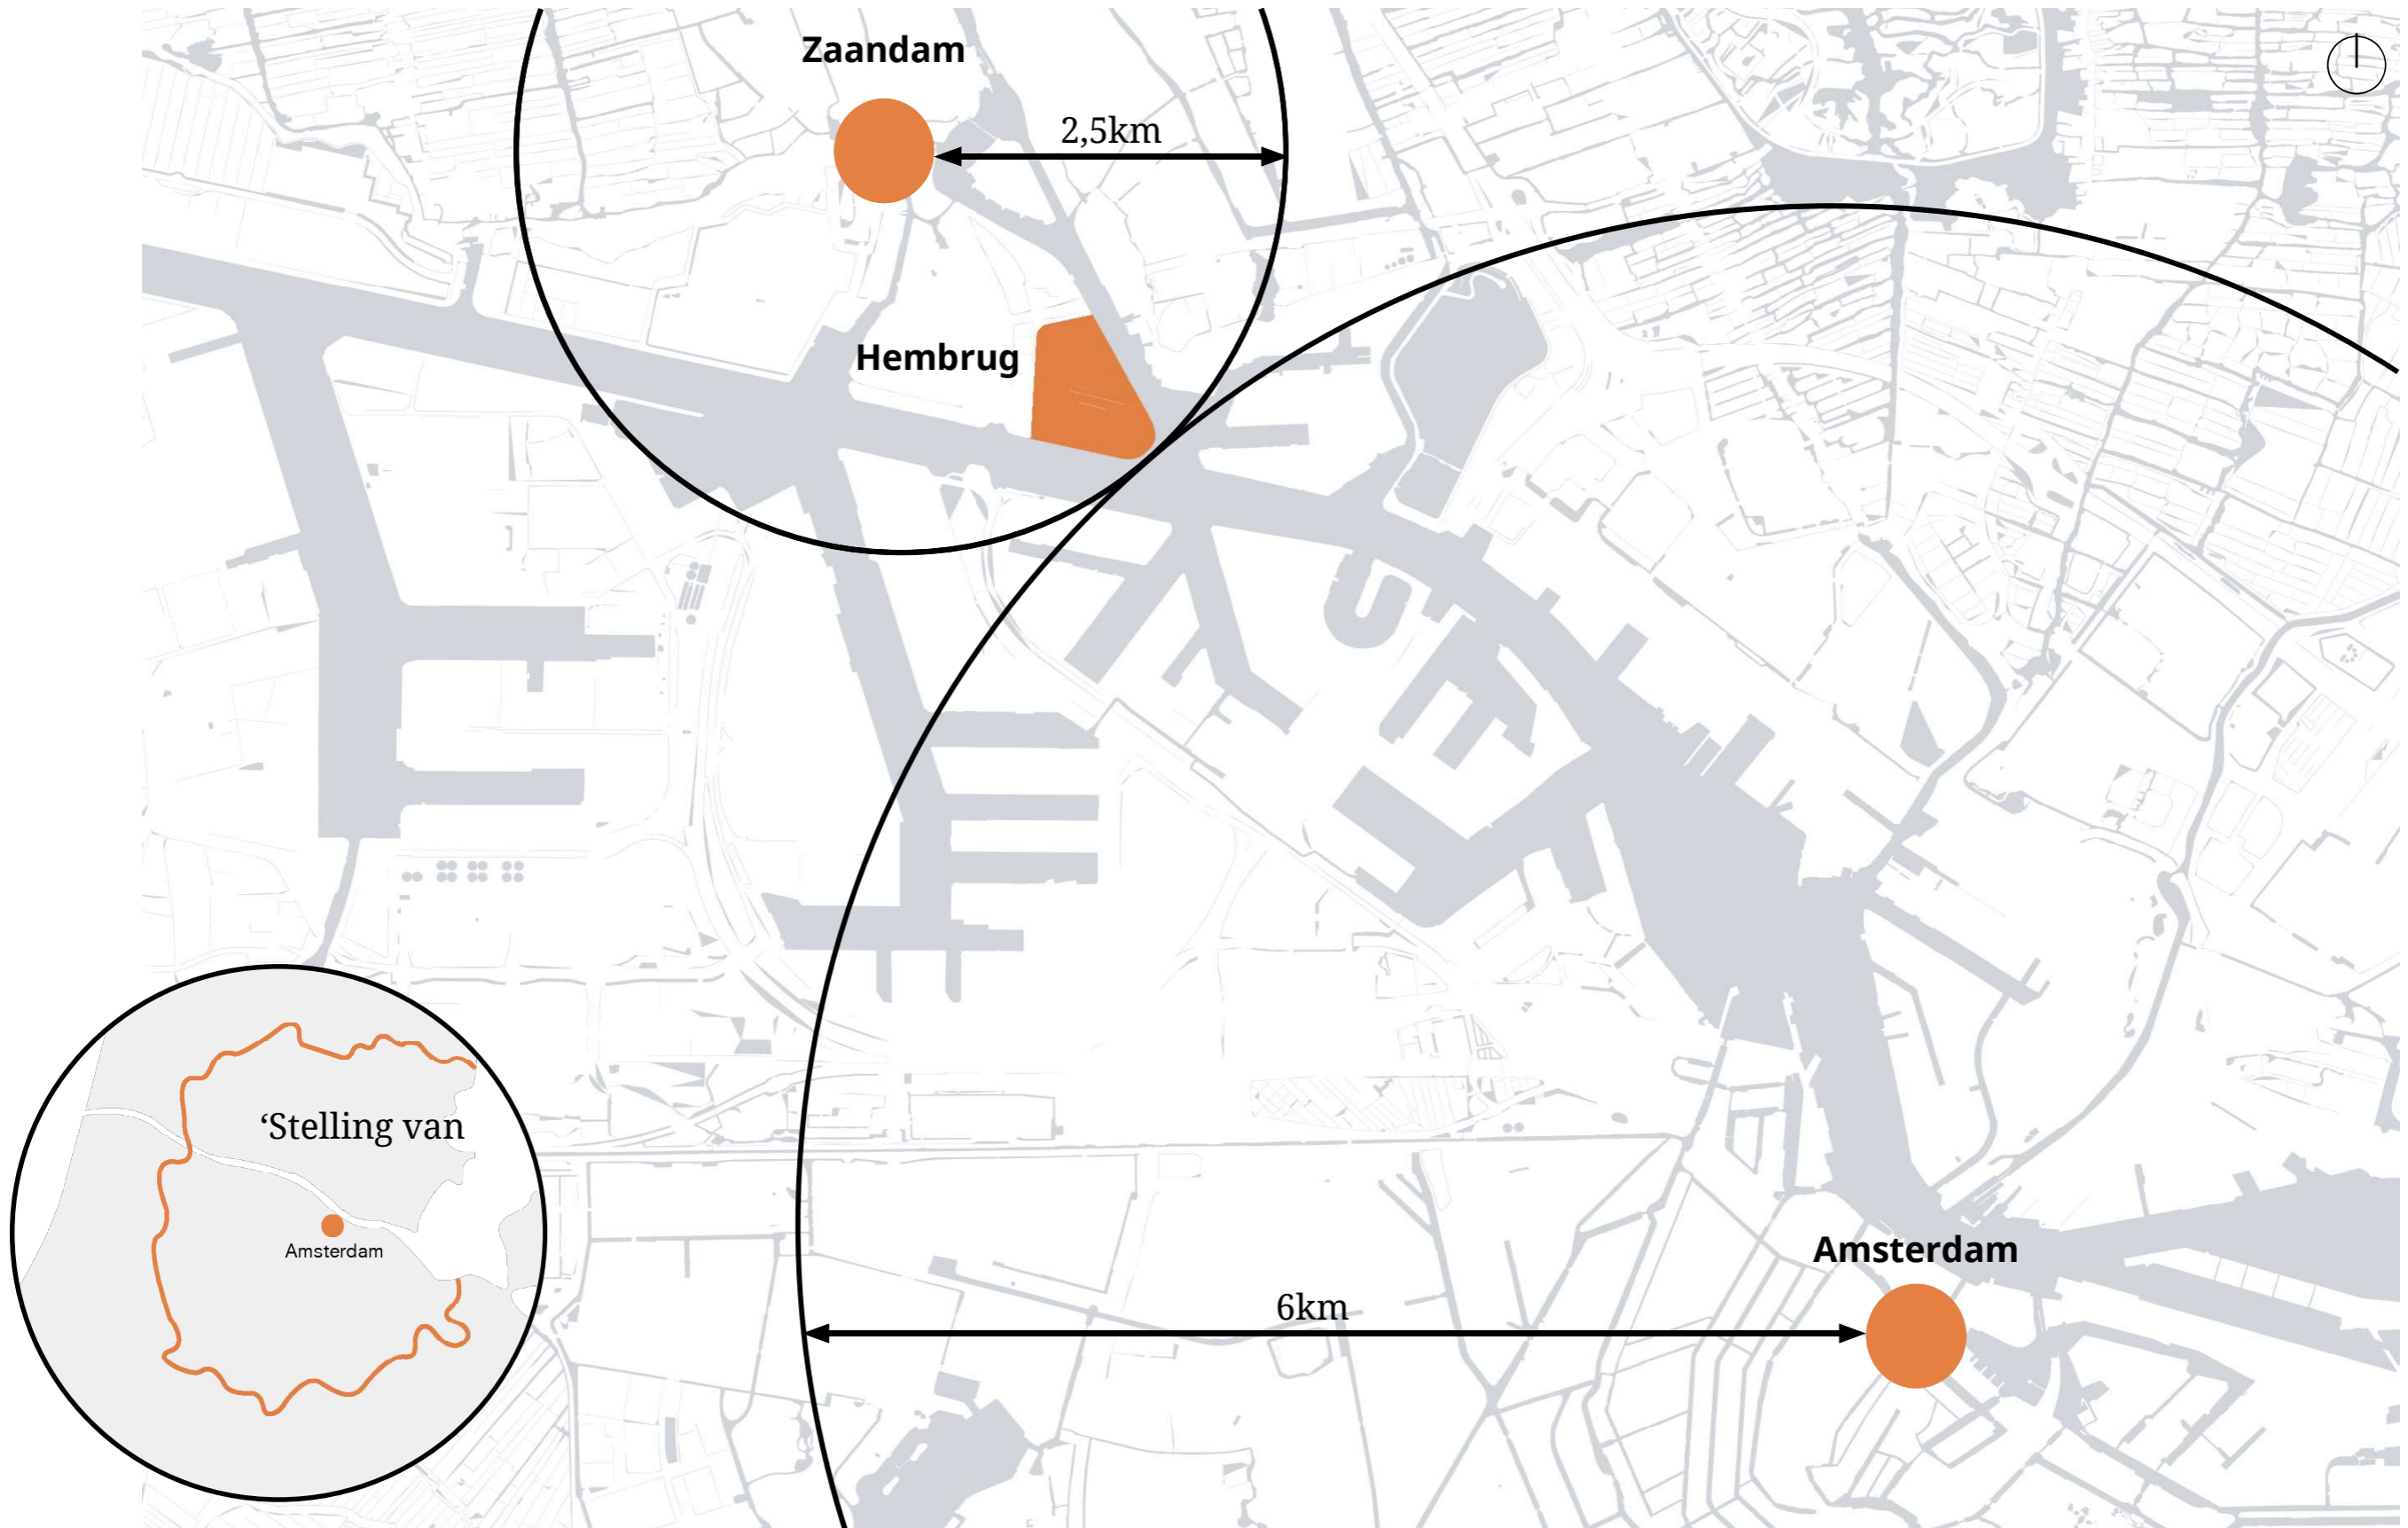 Zaandam
2,5km
Hembrug
‘Stelling van
Amsterdam
Amsterdam
6km